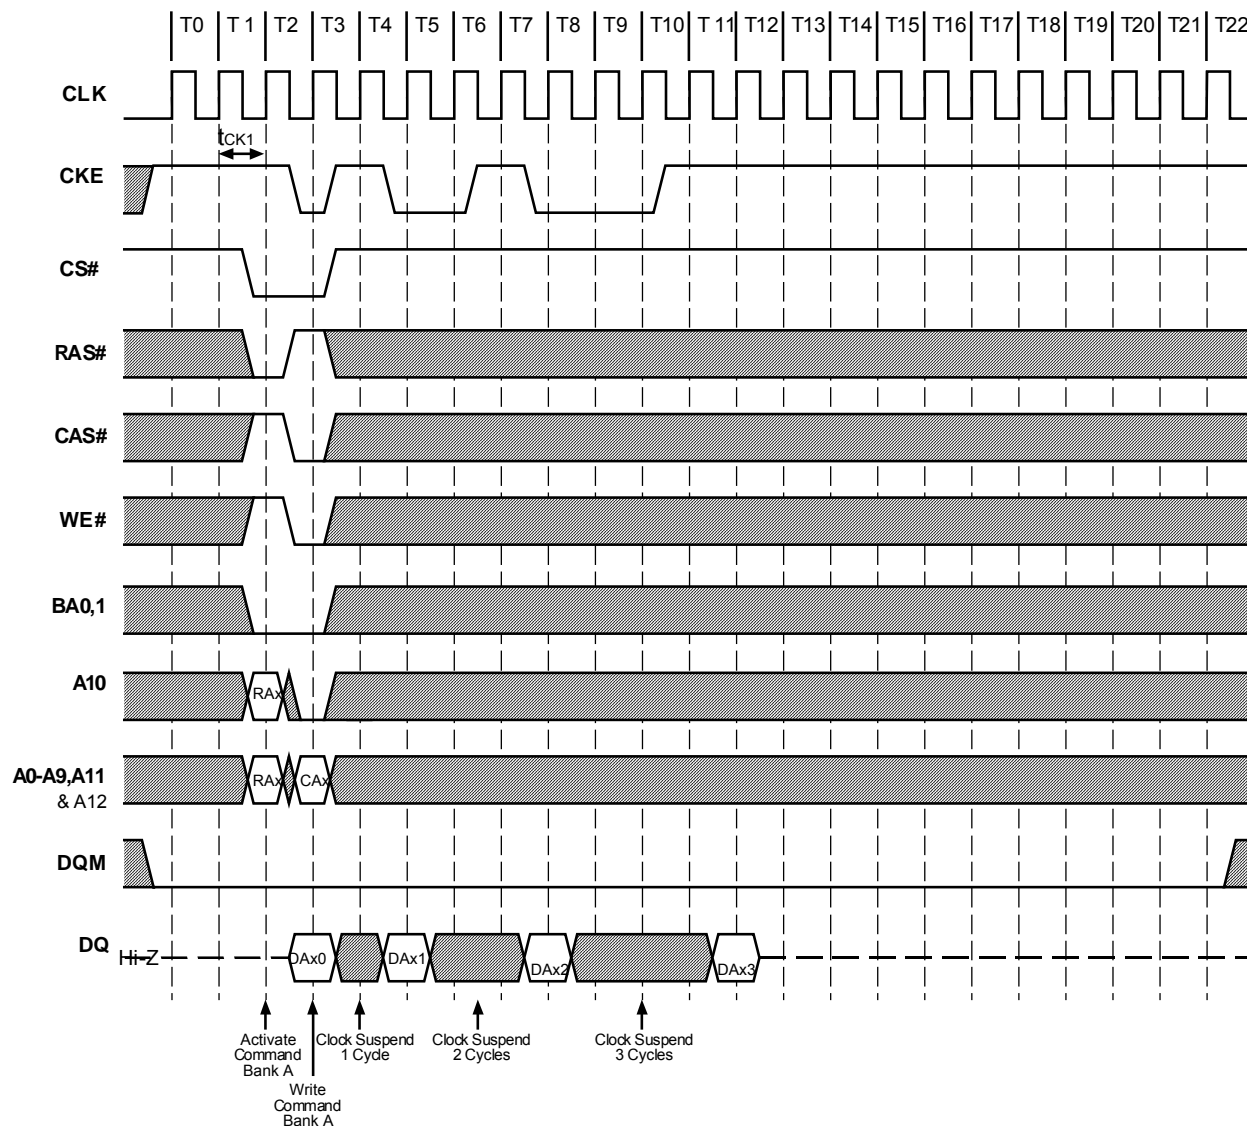 T0 T 1 T2 T3 T4 T5 T6 T7 T8 T9 T10 T 11 T12 T13 T14 T15 T16 T17 T18 T19 T20 T21 T22
CLK
tCK1
CKE
CS#
RAS#
CAS#
WE#
BA0,1
A10
RAx
A0-A9,A11
& A12
RAx CAx
DQM
DQ
Hi-Z
DAx0 DAx1 DAx2 DAx3
Activate
Command
Bank A
Write
Command
Bank A
Clock Suspend
1 Cycle
Clock Suspend
2 Cycles
Clock Suspend
3 Cycles